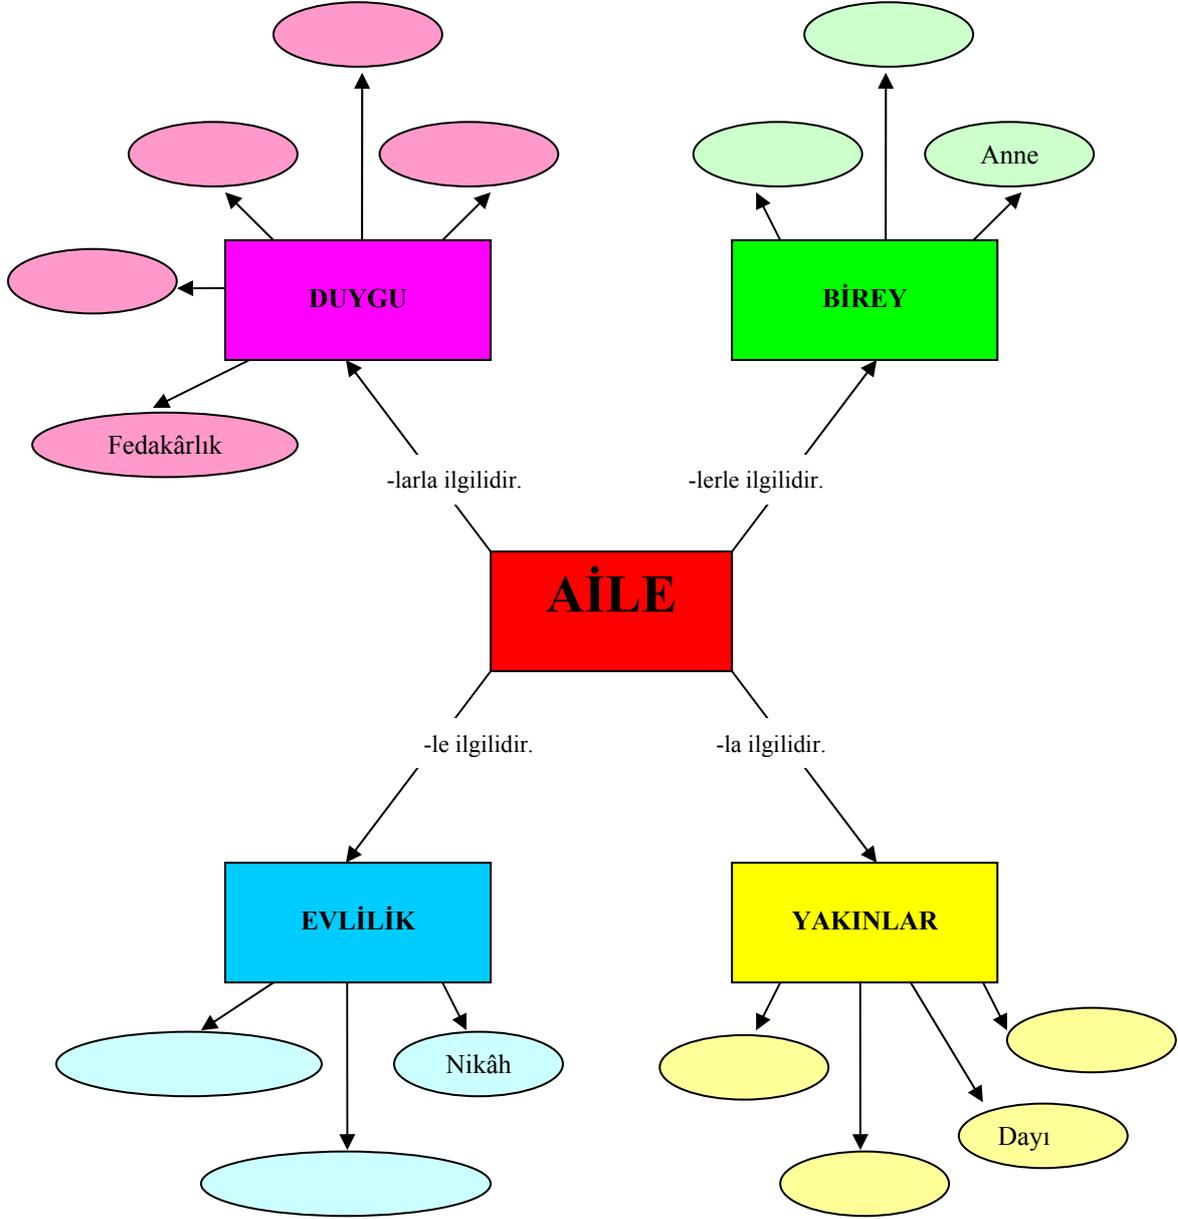 Anne
DUYGU
BİREY
Fedakârlık
-larla ilgilidir.
-lerle ilgilidir.
AİLE
-le ilgilidir.
-la ilgilidir.
EVLİLİK
YAKINLAR
Nikâh
Dayı